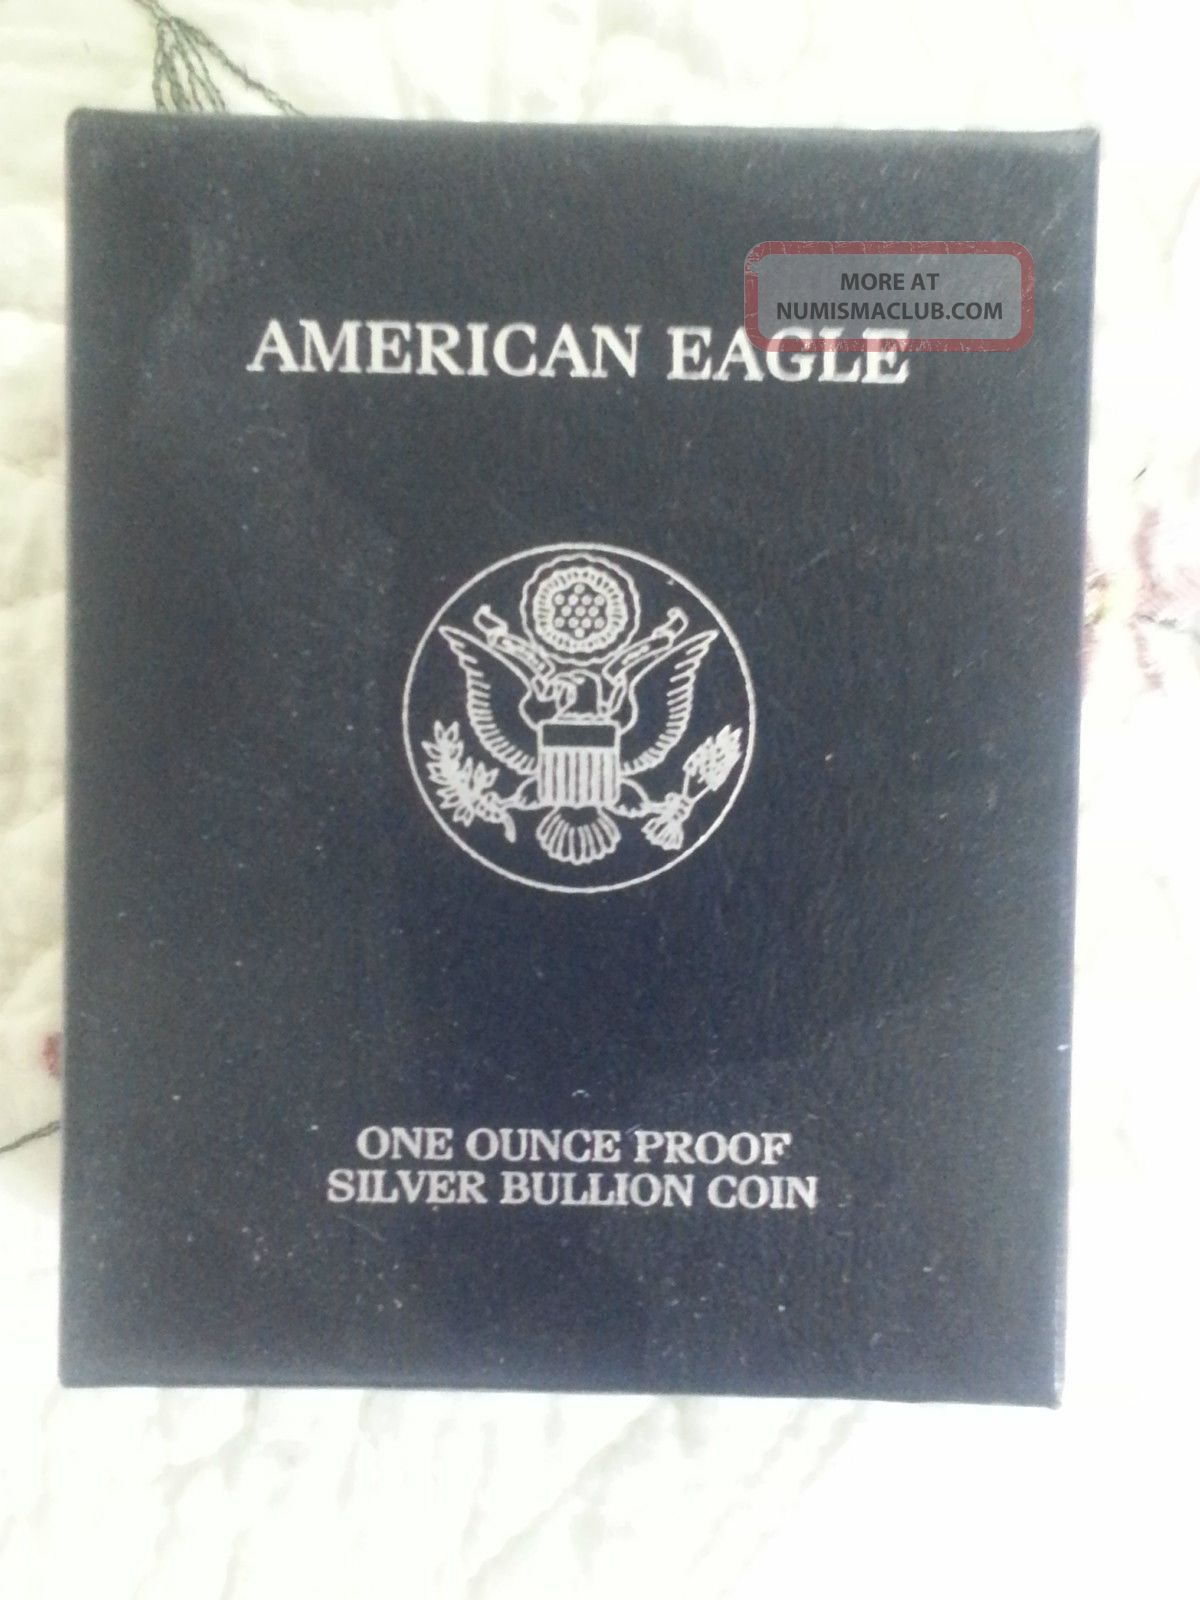 MORE AT
NUMISMACLUB.COM
AMERICAN EAGLE
ONE OUNCE PROOF
SILVER BULLION COIN